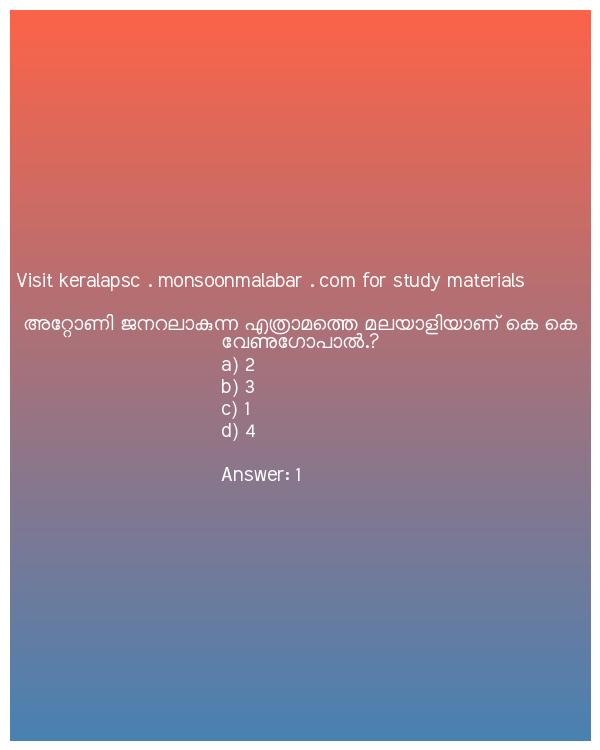 Visit keralapsc . monsoonmalabar . com for study materials
അറ്റോണി ജനറലാകുന്ന എത്രാമത്തെ മലയാളിയാണ് കെ കെ
വേണുഗോപാൽ.?
a) 2
b) 3
c) 1
d) 4
Answer: 1